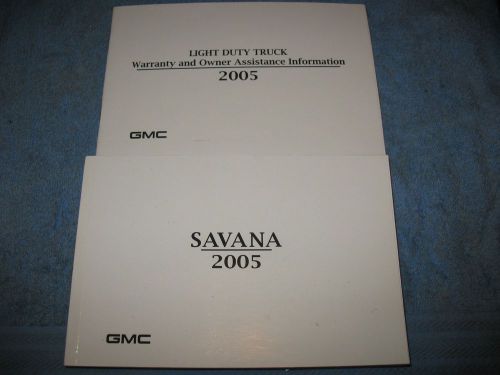 LIGHT DUTY TRUCK
Warranty and Owner Assistance Information
2005
GMC
SAVANA
2005
GMC